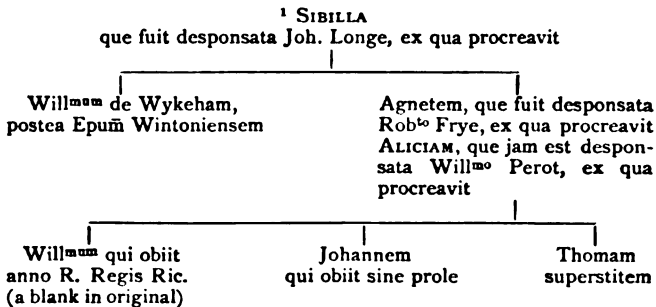 ¹ SIBILLA
que fuit desponsata Joh. Longe, ex qua procreavit
Willmum de Wykeham,
postea Epum̄ Wintoniensem
Agnetem, que fuit desponsata
Robto Frye, ex qua procreavit
ALICIAM, que jam est despon-
sata Willmo Perot, ex qua
procreavit
Willmum qui obiit
anno R. Regis Ric.
(a blank in original)
Johannem
qui obiit sine prole
Thomam
superstitem